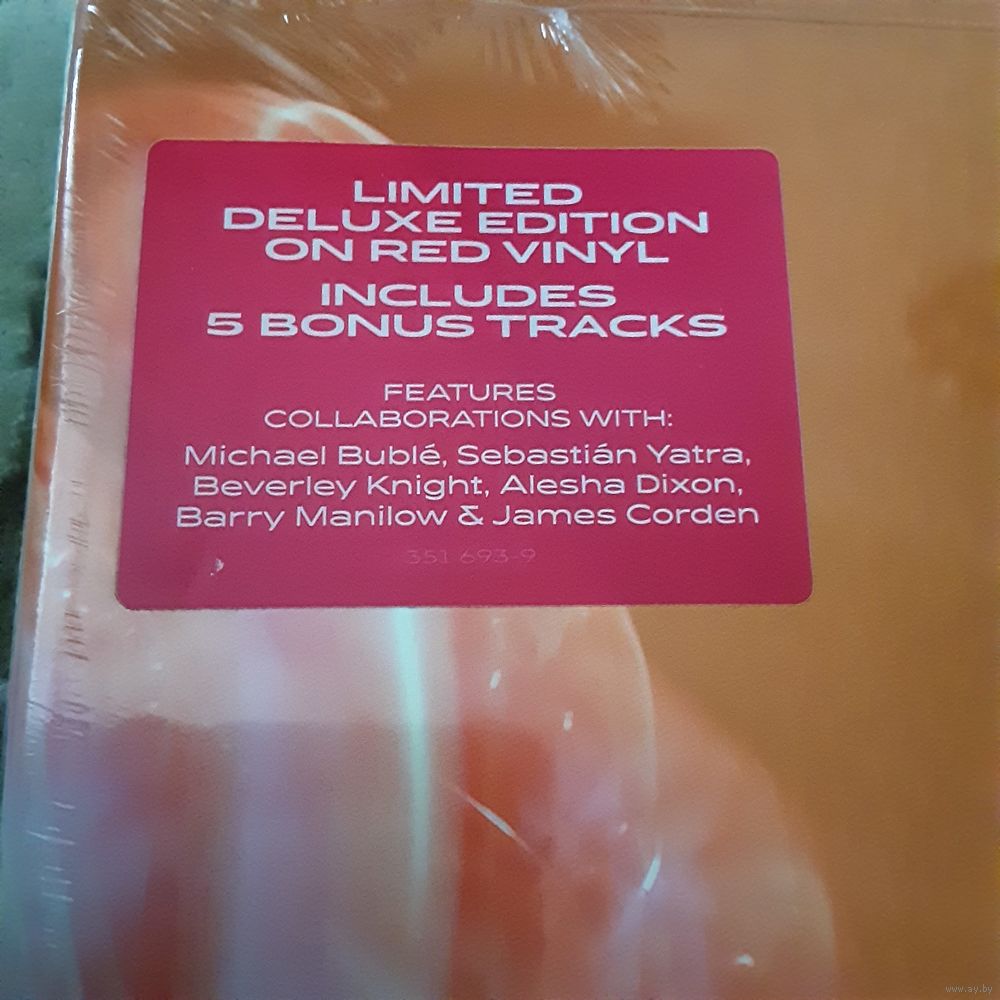 LIMITED
DELUXE EDITION
ON RED VINYL
INCLUDES
5 BONUS TRACKS
FEATURES
COLLABORATIONS WITH:
Michael Bublé, Sebastián Yatra,
Beverley Knight, Alesha Dixon,
Barry Manilow & James Corden
351 693-9
www.ay.by